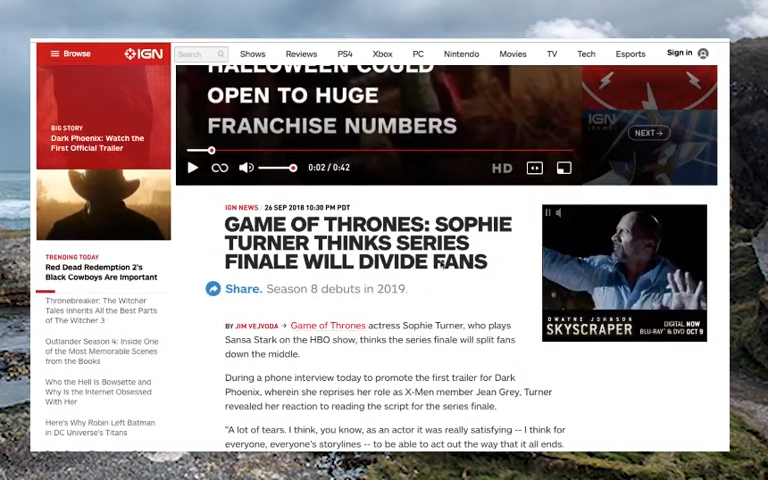 Browse
IGN
Search
Shows
Reviews
PS4
Xbox
PC
Nintendo
Movies
TV
Tech
Esports
Sign in
HALLOWEEN COULD
OPEN TO HUGE
FRANCHISE NUMBERS
IGN
NEXT→
0:02 / 0:42
HD
BIG STORY
Dark Phoenix: Watch the
First Official Trailer
TRENDING TODAY
Red Dead Redemption 2's
Black Cowboys Are Important
Thronebreaker: The Witcher
Tales Inherits All the Best Parts
of The Witcher 3
Outlander Season 4: Inside One
of the Most Memorable Scenes
from the Books
Who the Hell Is Bowsette and
Why Is the Internet Obsessed
With Her
Here's Why Robin Left Batman
in DC Universe's Titans
IGN NEWS / 26 SEP 2018 10:30 PM PDT
GAME OF THRONES: SOPHIE
TURNER THINKS SERIES
FINALE WILL DIVIDE FANS
Share. Season 8 debuts in 2019.
BY JIM VEJVODA → Game of Thrones actress Sophie Turner, who plays
Sansa Stark on the HBO show, thinks the series finale will split fans
down the middle.
During a phone interview today to promote the first trailer for Dark
Phoenix, wherein she reprises her role as X-Men member Jean Grey, Turner
revealed her reaction to reading the script for the series finale.
"A lot of tears. I think, you know, as an actor it was really satisfying -- I think for
everyone, everyone's storylines -- to be able to act out the way that it all ends.
DWAYNE JOHNSON
SKYSCRAPER
DIGITAL NOW
BLU-RAY & DVD OCT 9